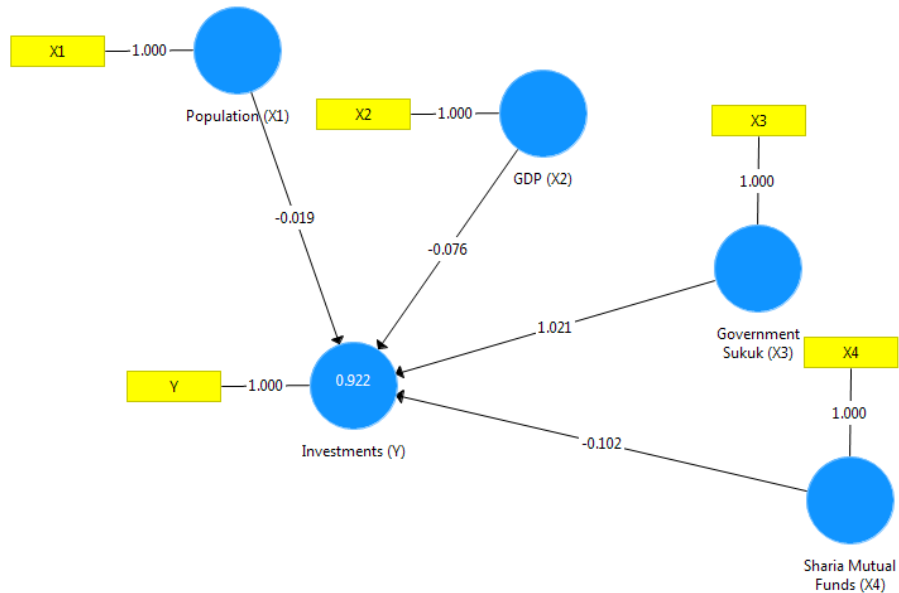 X1
1.000
Population (X1)
X2
1.000
GDP (X2)
X3
1.000
-0.019
-0.076
1.021
Government
Sukuk (X3)
X4
Y
1.000
0.922
1.000
Investments (Y)
-0.102
Sharia Mutual
Funds (X4)